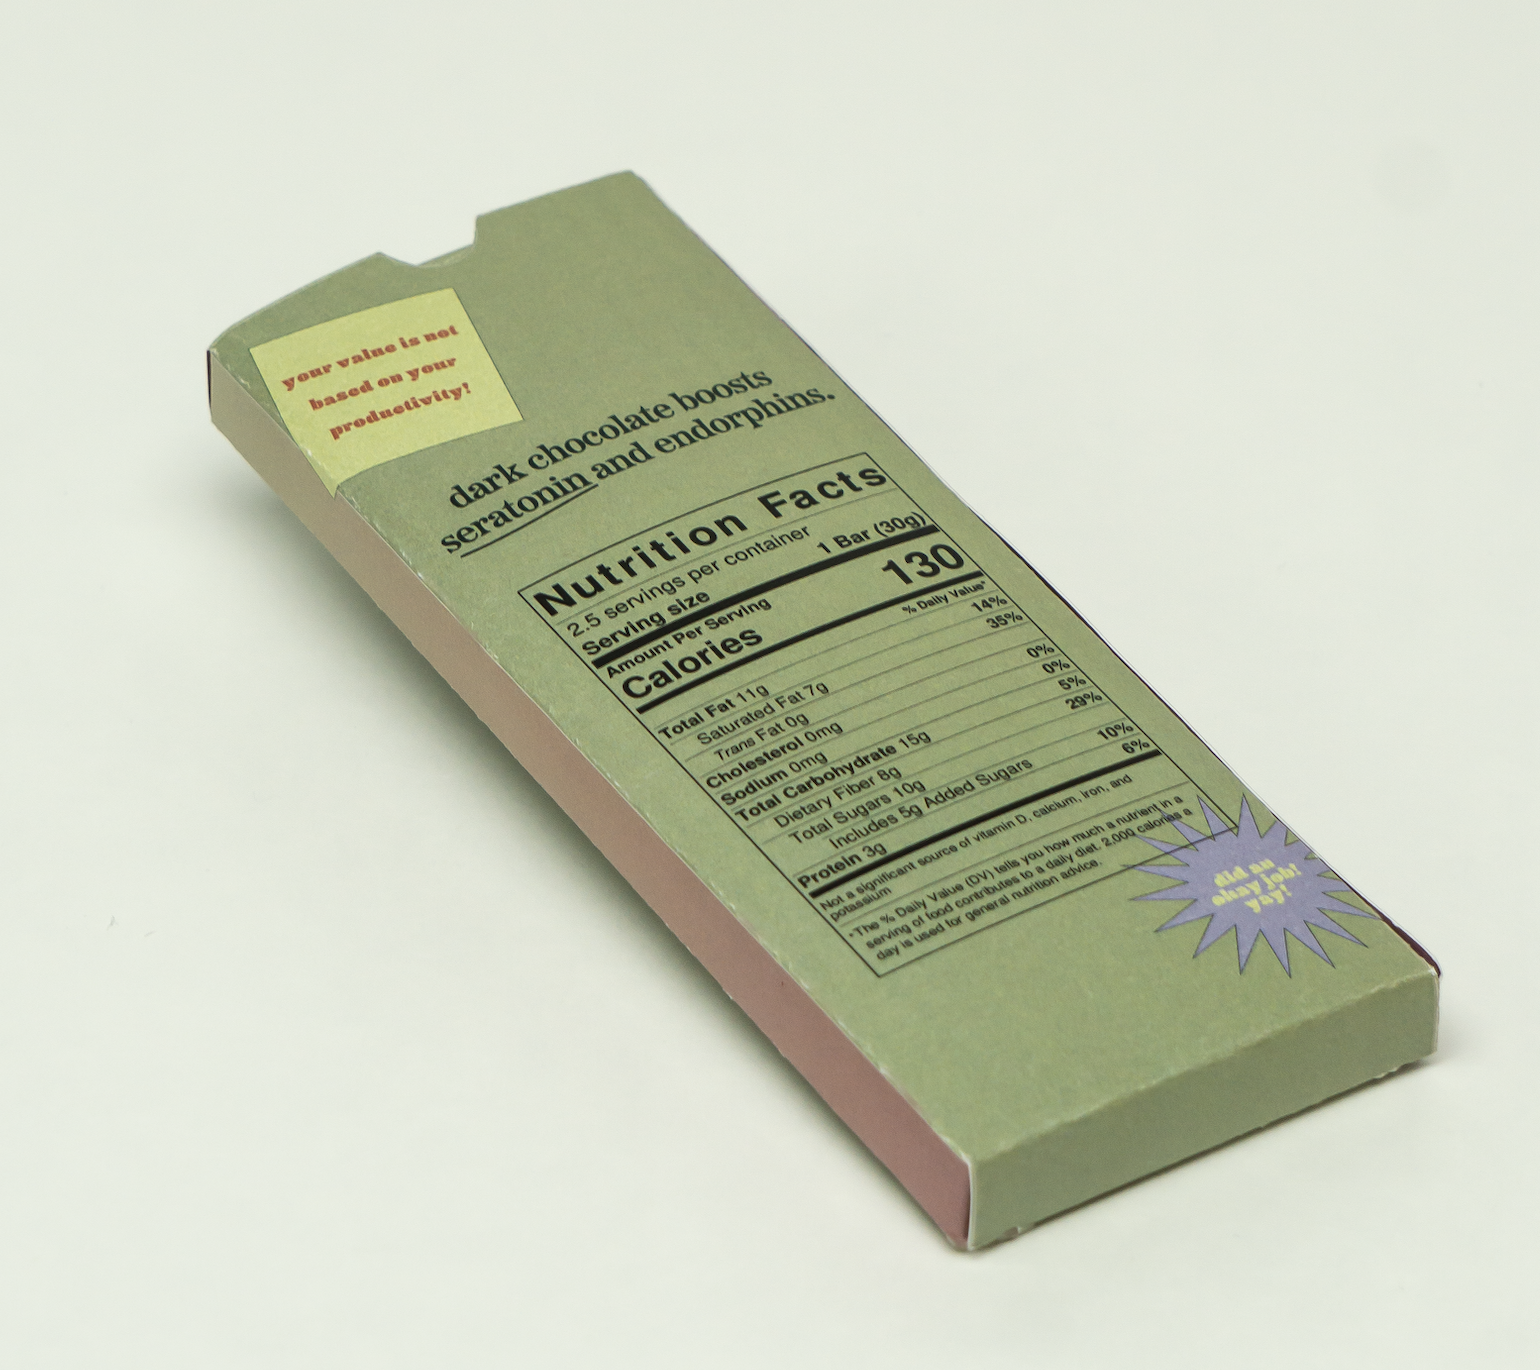 your value is not
based on your
productivity!
dark chocolate boosts
seratonin and endorphins.
Nutrition Facts
2.5 servings per container
Serving size 1 Bar (30g)
Amount Per Serving
Calories 130
% Daily Value*
Total Fat 11g 14%
Saturated Fat 7g 35%
Trans Fat 0g
Cholesterol 0mg 0%
Sodium 0mg 0%
Total Carbohydrate 15g 5%
Dietary Fiber 8g 29%
Total Sugars 10g
Includes 5g Added Sugars 10%
Protein 3g 6%
Not a significant source of vitamin D, calcium, iron, and
potassium
*The % Daily Value (DV) tells you how much a nutrient in a
serving of food contributes to a daily diet. 2,000 calories a
day is used for general nutrition advice.
did an
okay job!
yay!